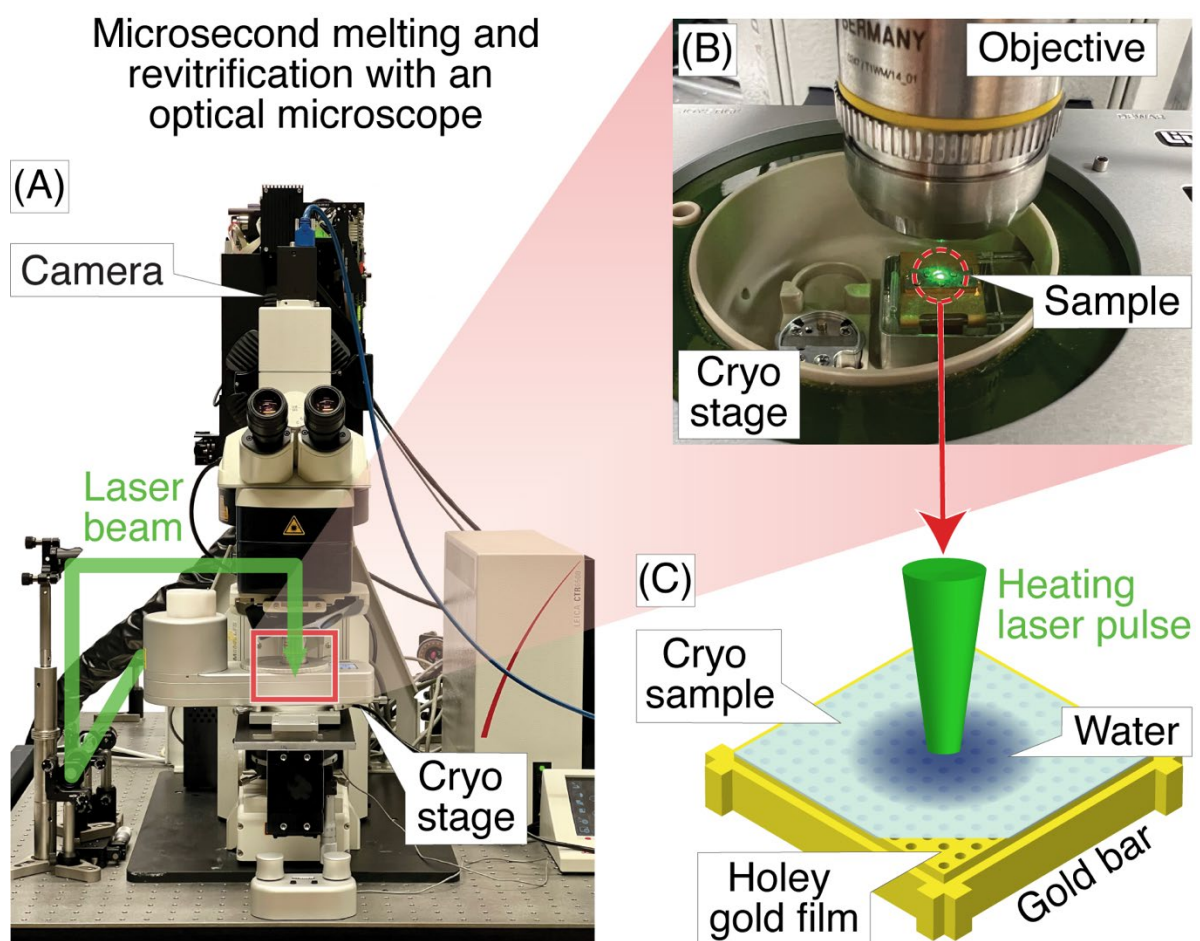 Microsecond melting and
revitrification with an
optical microscope
(A)
Camera
Laser
beam
Cryo
stage
(B)
GERMANY
Objective
Sample
Cryo
stage
(C)
Heating
laser pulse
Cryo
sample
Water
Holey
gold film
Gold bar